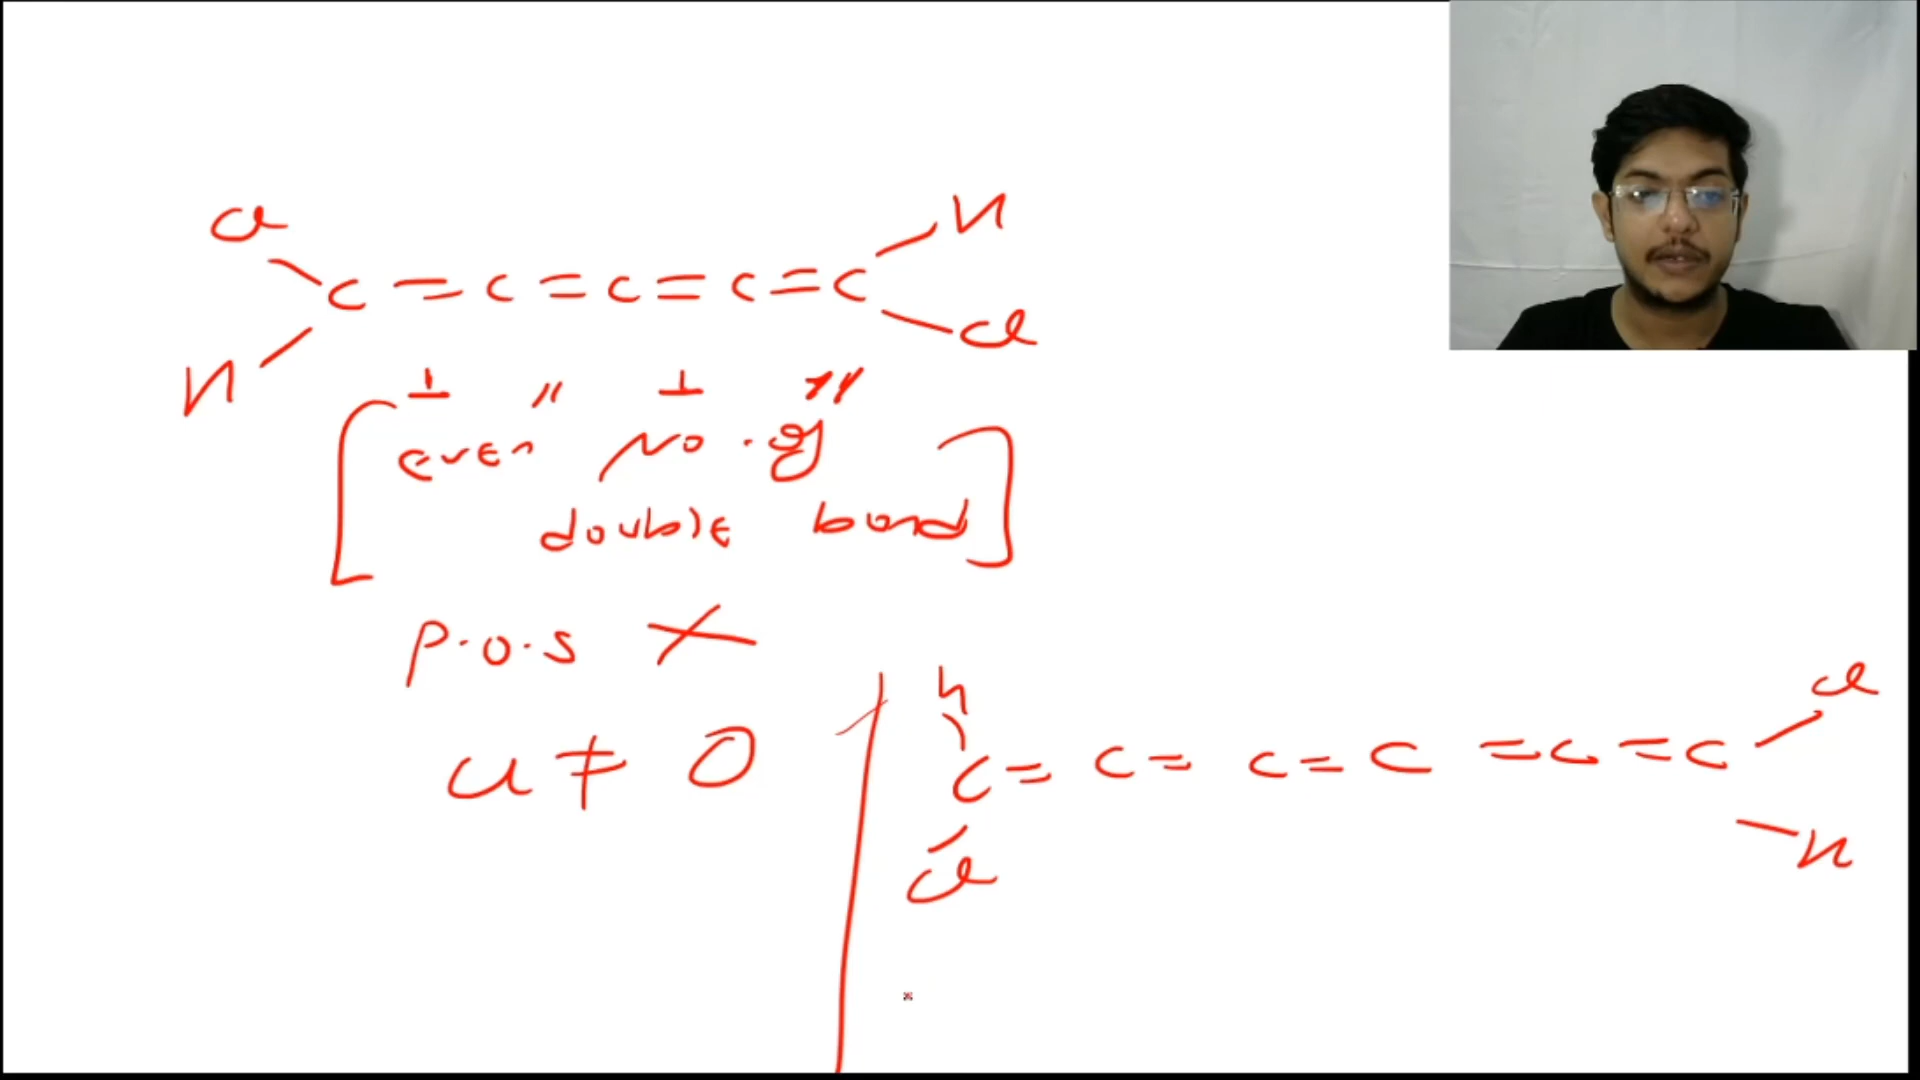 Cl H
C = C = C = C = C
H Cl
⊥ // ⊥ //
even No. of
double bond
P.O.S ×
u ≠ 0
H Cl
C = C = C = C = C = C
Cl H